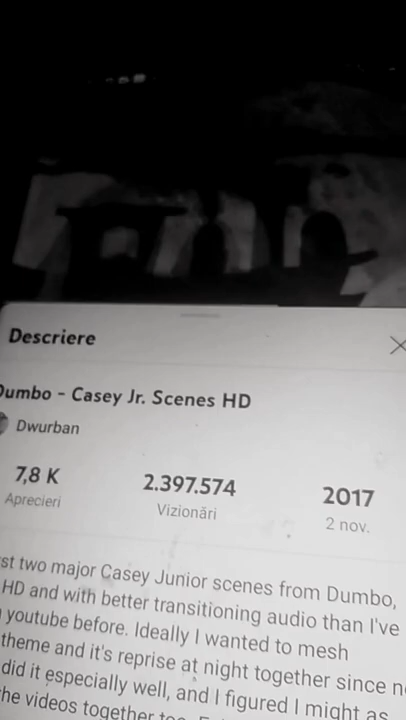 Descriere
Dumbo - Casey Jr. Scenes HD
Dwurban
7,8 K
2.397.574
2017
Aprecieri
Vizionări
2 nov.
two major Casey Junior scenes from Dumbo,
HD and with better transitioning audio than I've
youtube before. Ideally I wanted to mesh
theme and it's reprise at night together since
did it especially well, and I figured I might as
the videos together